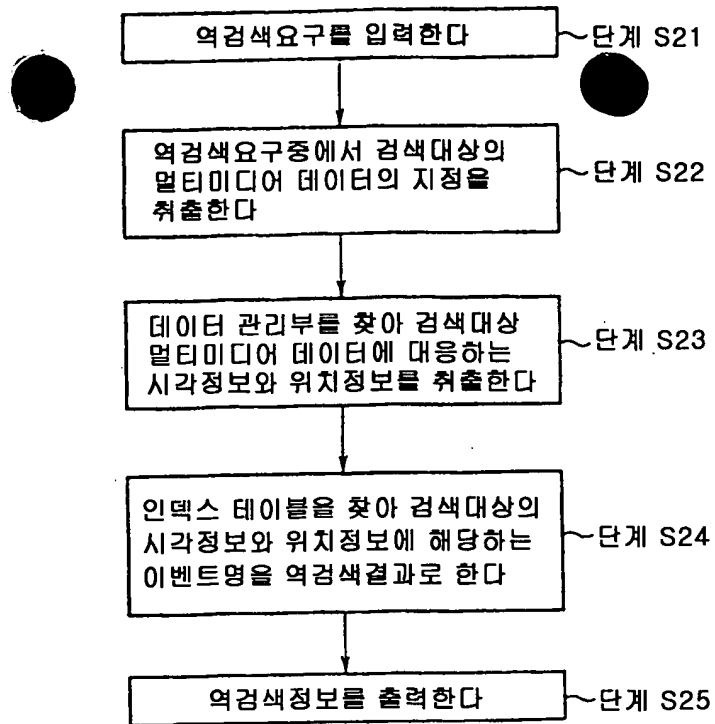 역검색요구를 입력한다
단계 S21
역검색요구중에서 검색대상의
멀티미디어 데이터의 지정을
취출한다
단계 S22
데이터 관리부를 찾아 검색대상
멀티미디어 데이터에 대응하는
시각정보와 위치정보를 취출한다
단계 S23
인덱스 테이블을 찾아 검색대상의
시각정보와 위치정보에 해당하는
이벤트명을 역검색결과로 한다
단계 S24
역검색정보를 출력한다
단계 S25